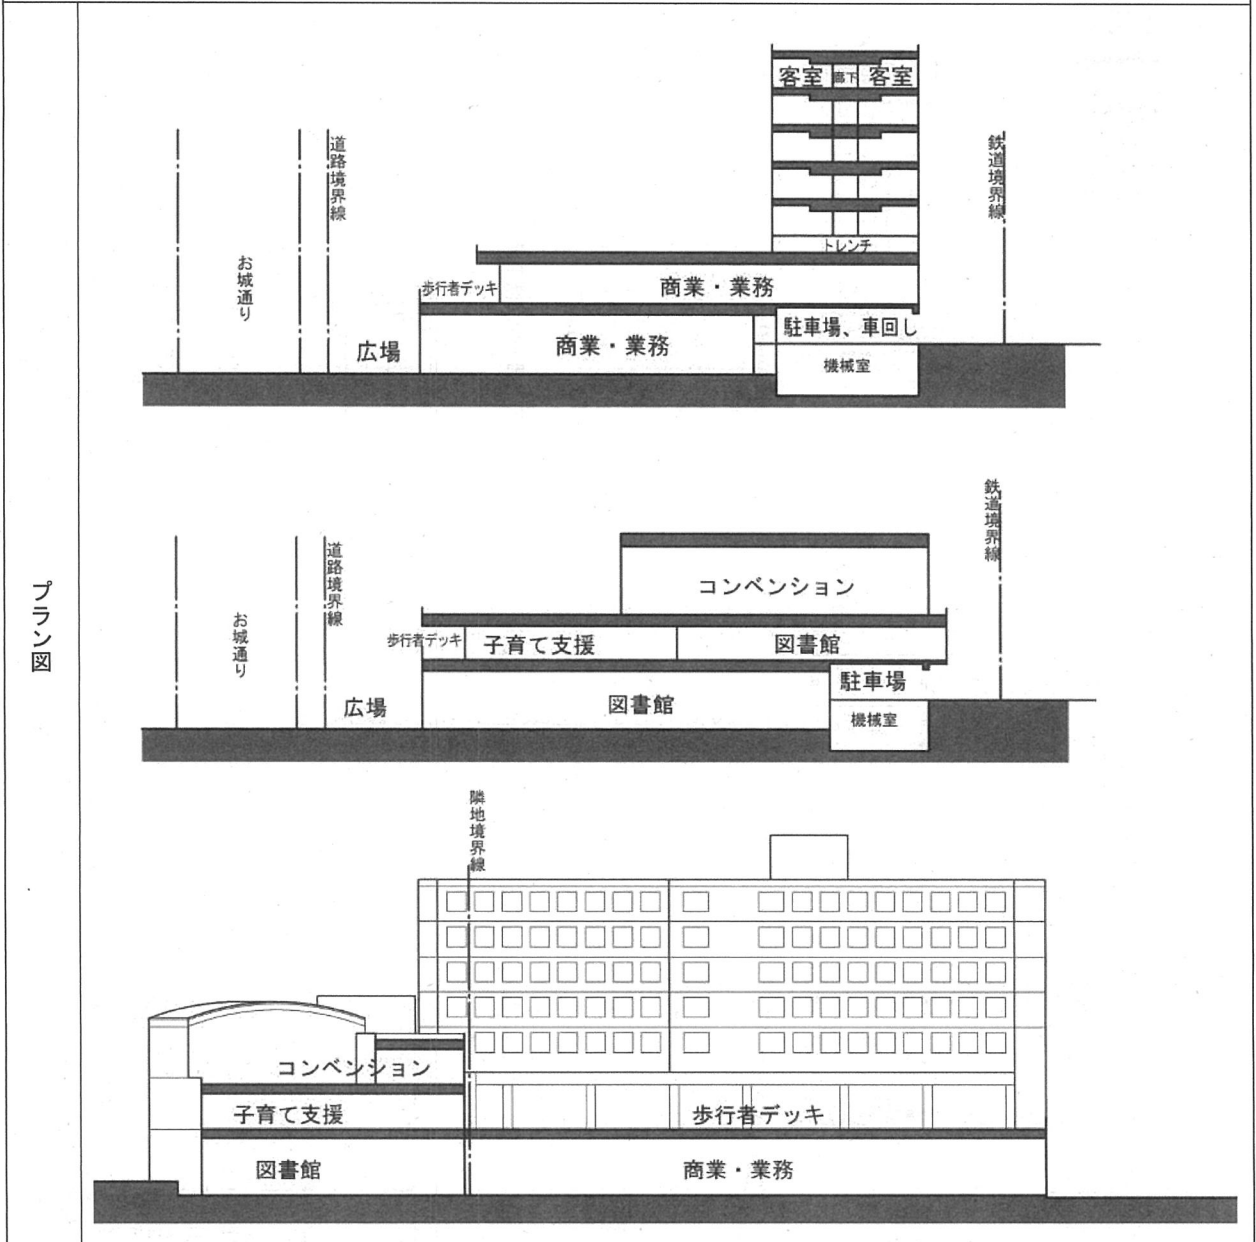 プラン図
客室
廊下
客室
道路境界線
鉄道境界線
トレンチ
お城通り
歩行者デッキ
商業・業務
駐車場、車回し
広場
商業・業務
機械室
鉄道境界線
道路境界線
コンベンション
お城通り
歩行者デッキ
子育て支援
図書館
駐車場
広場
図書館
機械室
隣地境界線
コンベンション
子育て支援
歩行者デッキ
図書館
商業・業務